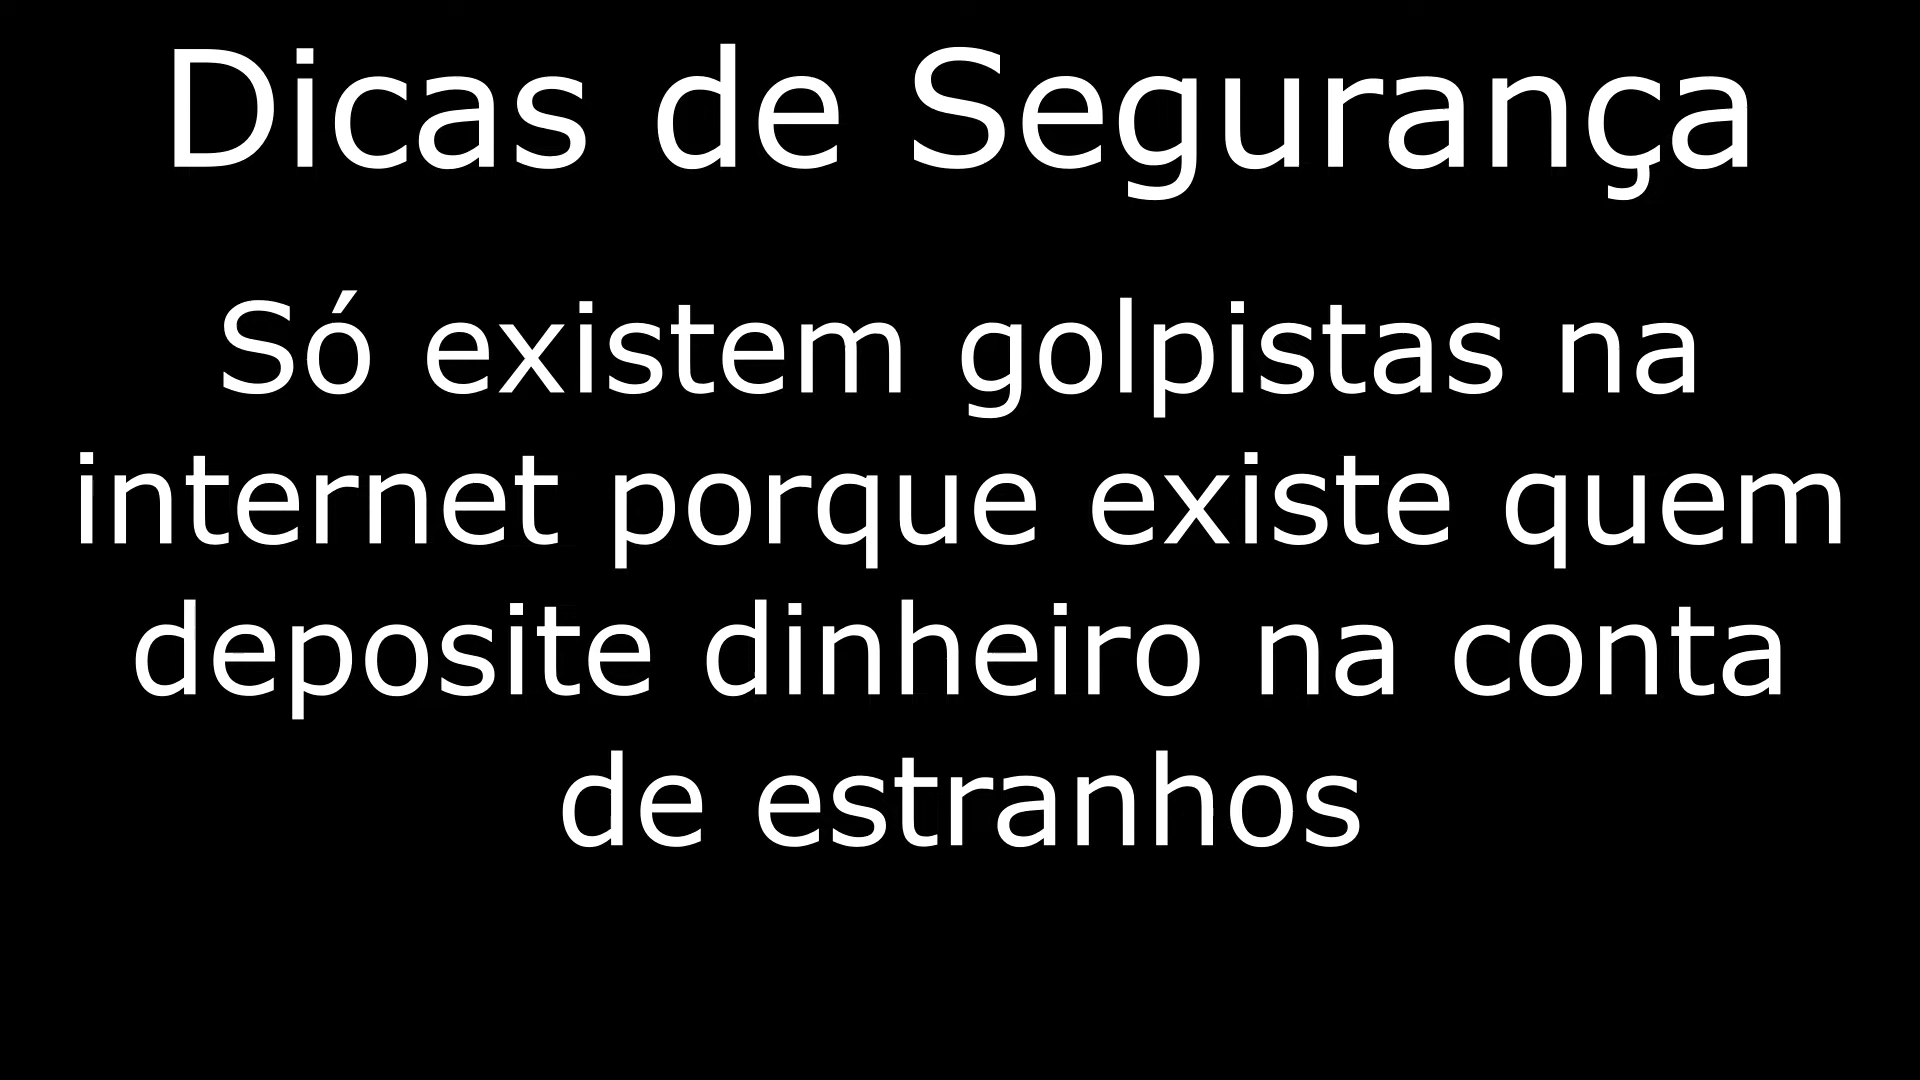 Dicas de Segurança
Só existem golpistas na
internet porque existe quem
deposite dinheiro na conta
de estranhos